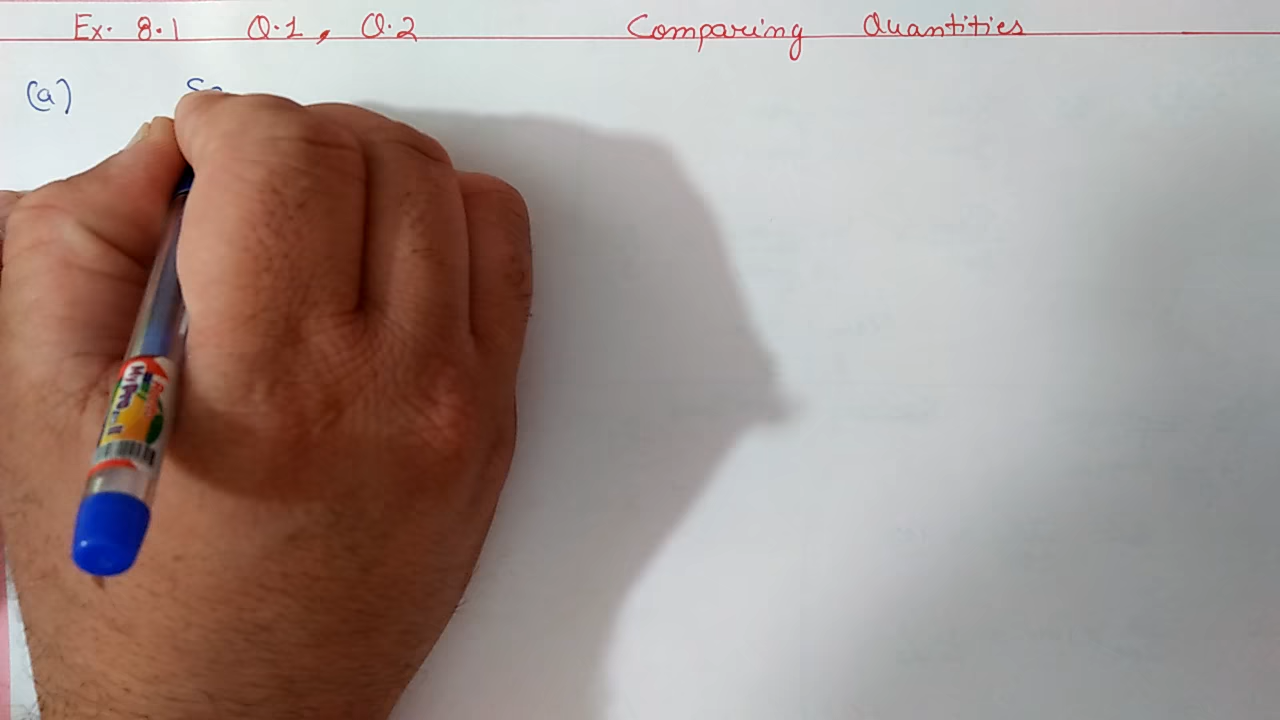 Ex. 8.1 Q.1, Q.2 Comparing Quantities
(a)